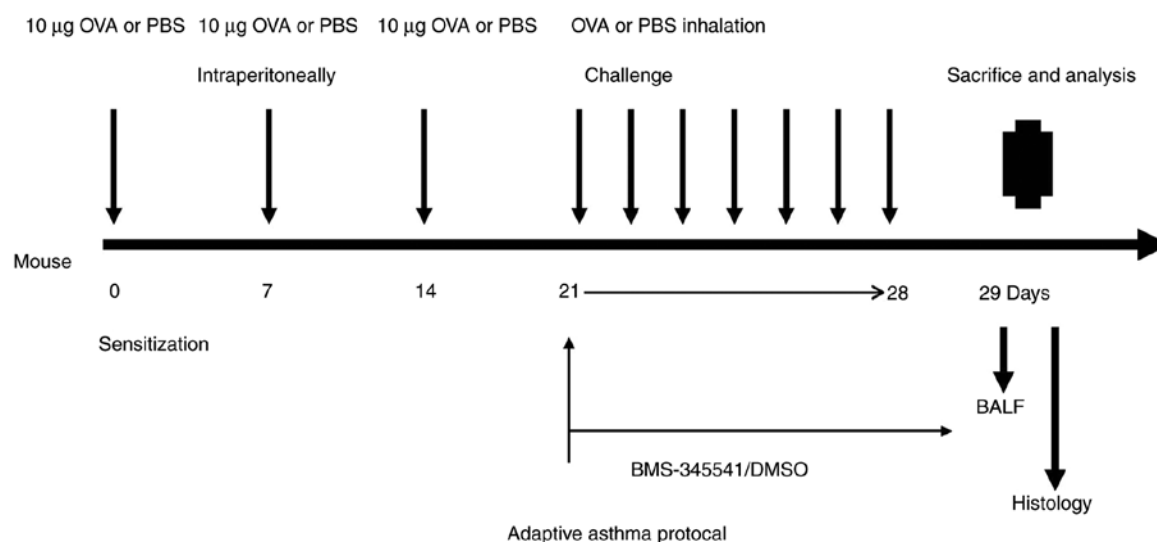 10 μg OVA or PBS 10 μg OVA or PBS 10 μg OVA or PBS OVA or PBS inhalation
Intraperitoneally Challenge Sacrifice and analysis
Mouse
0 7 14 21 28 29 Days
Sensitization
BALF
BMS-345541/DMSO
Histology
Adaptive asthma protocal